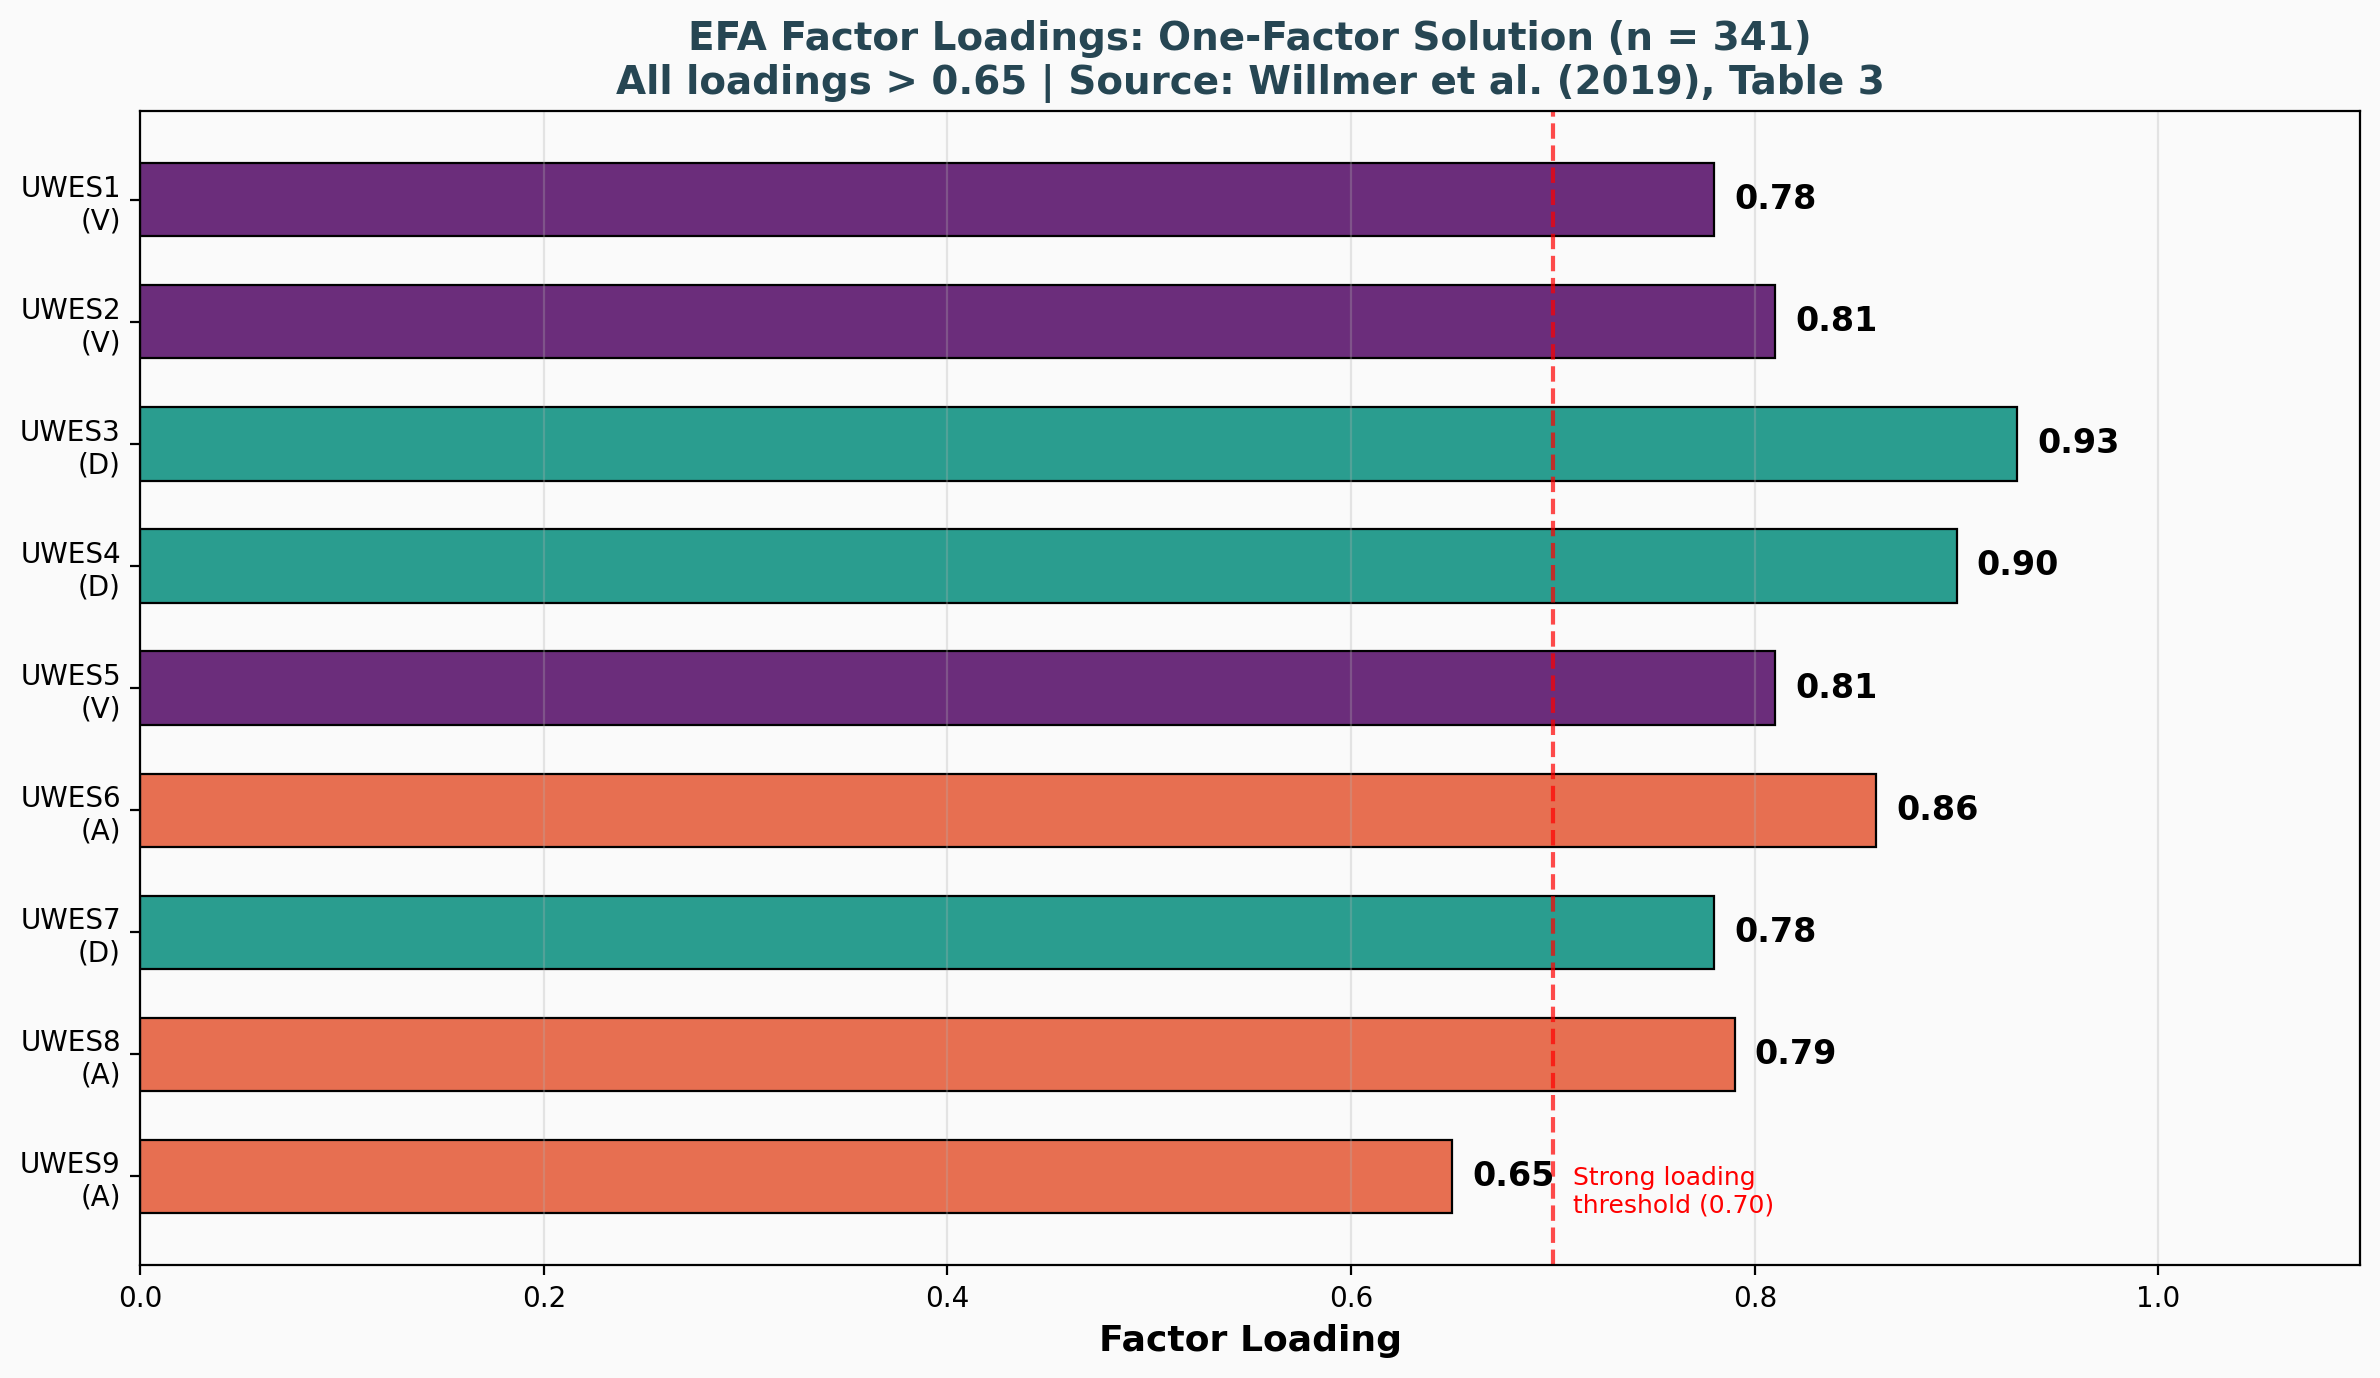 EFA Factor Loadings: One-Factor Solution (n = 341)
All loadings > 0.65 | Source: Willmer et al. (2019), Table 3
UWES1
(V)
0.78
UWES2
(V)
0.81
UWES3
(D)
0.93
UWES4
(D)
0.90
UWES5
(V)
0.81
UWES6
(A)
0.86
UWES7
(D)
0.78
UWES8
(A)
0.79
UWES9
(A)
0.65
Strong loading
threshold (0.70)
0.0 0.2 0.4 0.6 0.8 1.0
Factor Loading